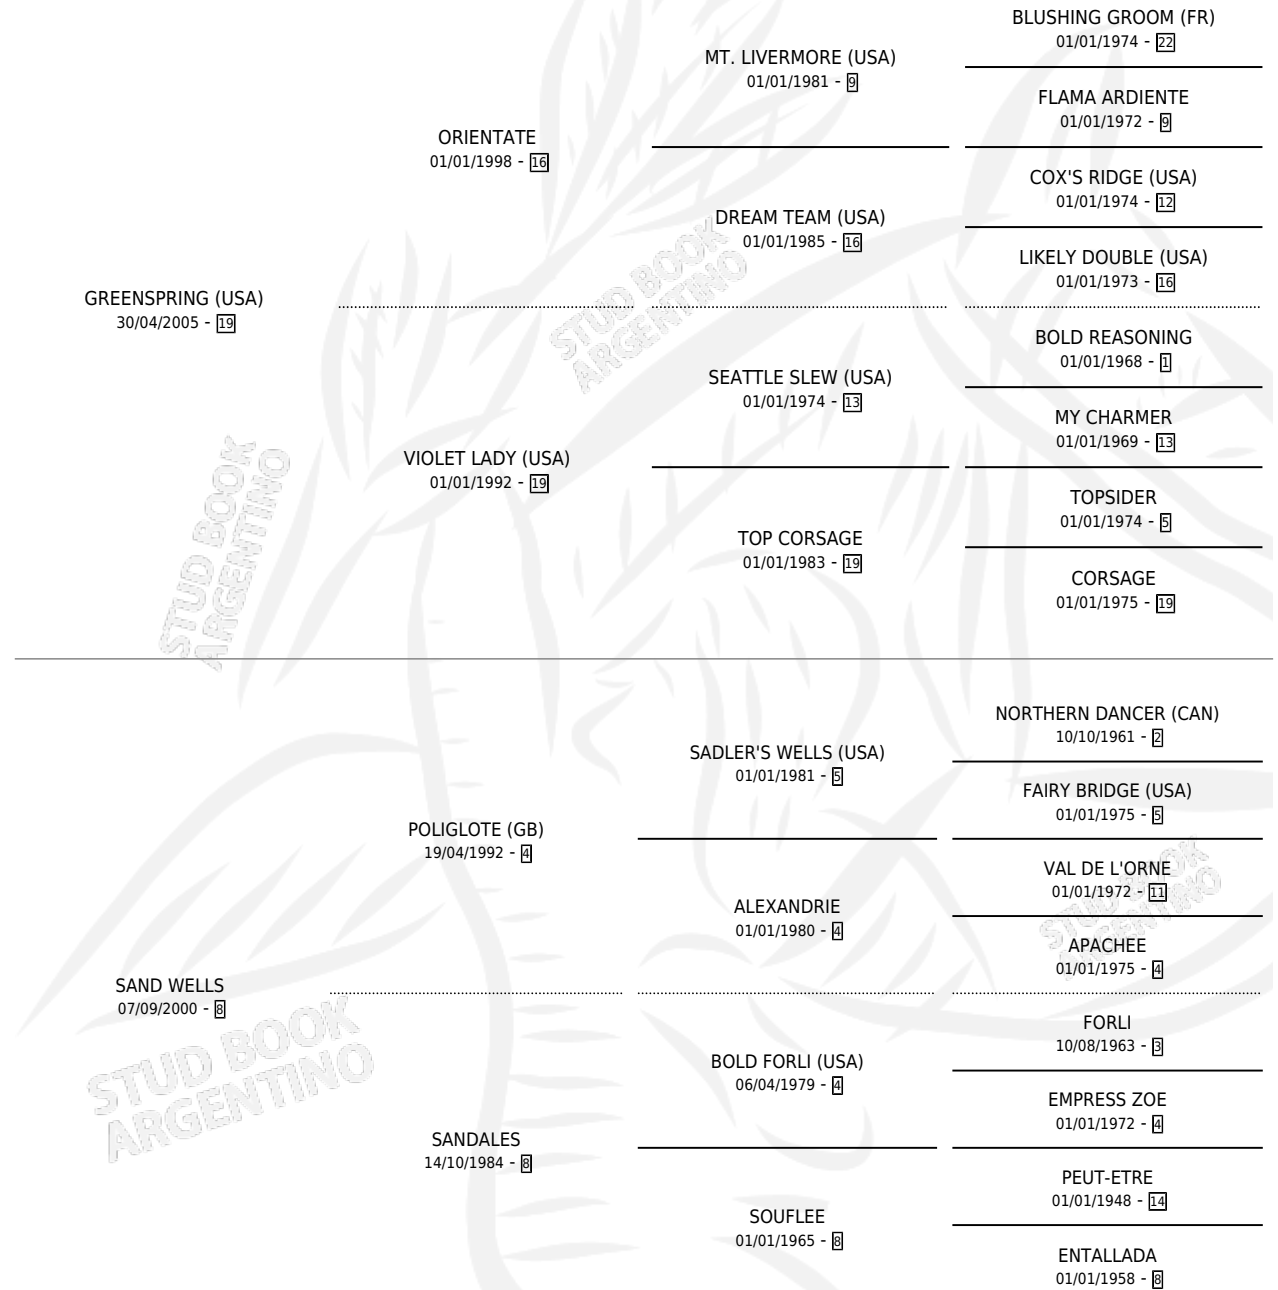 BLUSHING GROOM (FR)
01/01/1974 - 22
MT. LIVERMORE (USA)
01/01/1981 - 9
FLAMA ARDIENTE
01/01/1972 - 9
ORIENTATE
01/01/1998 - 16
COX'S RIDGE (USA)
01/01/1974 - 12
DREAM TEAM (USA)
01/01/1985 - 16
LIKELY DOUBLE (USA)
01/01/1973 - 16
GREENSPRING (USA)
30/04/2005 - 19
BOLD REASONING
01/01/1968 - 1
SEATTLE SLEW (USA)
01/01/1974 - 13
MY CHARMER
01/01/1969 - 13
VIOLET LADY (USA)
01/01/1992 - 19
TOPSIDER
01/01/1974 - 5
TOP CORSAGE
01/01/1983 - 19
CORSAGE
01/01/1975 - 19
NORTHERN DANCER (CAN)
10/10/1961 - 2
SADLER'S WELLS (USA)
01/01/1981 - 5
FAIRY BRIDGE (USA)
01/01/1975 - 5
POLIGLOTE (GB)
19/04/1992 - 4
VAL DE L'ORNE
01/01/1972 - 11
ALEXANDRIE
01/01/1980 - 4
APACHEE
01/01/1975 - 4
SAND WELLS
07/09/2000 - 8
FORLI
10/08/1963 - 3
BOLD FORLI (USA)
06/04/1979 - 4
EMPRESS ZOE
01/01/1972 - 4
SANDALES
14/10/1984 - 8
PEUT-ETRE
01/01/1948 - 14
SOUFLEE
01/01/1965 - 8
ENTALLADA
01/01/1958 - 8
STUD BOOK
ARGENTINO
STUD BOOK
ARGENTINO
STUD BOOK
ARGENTINO
STUD BOOK
ARGENTINO